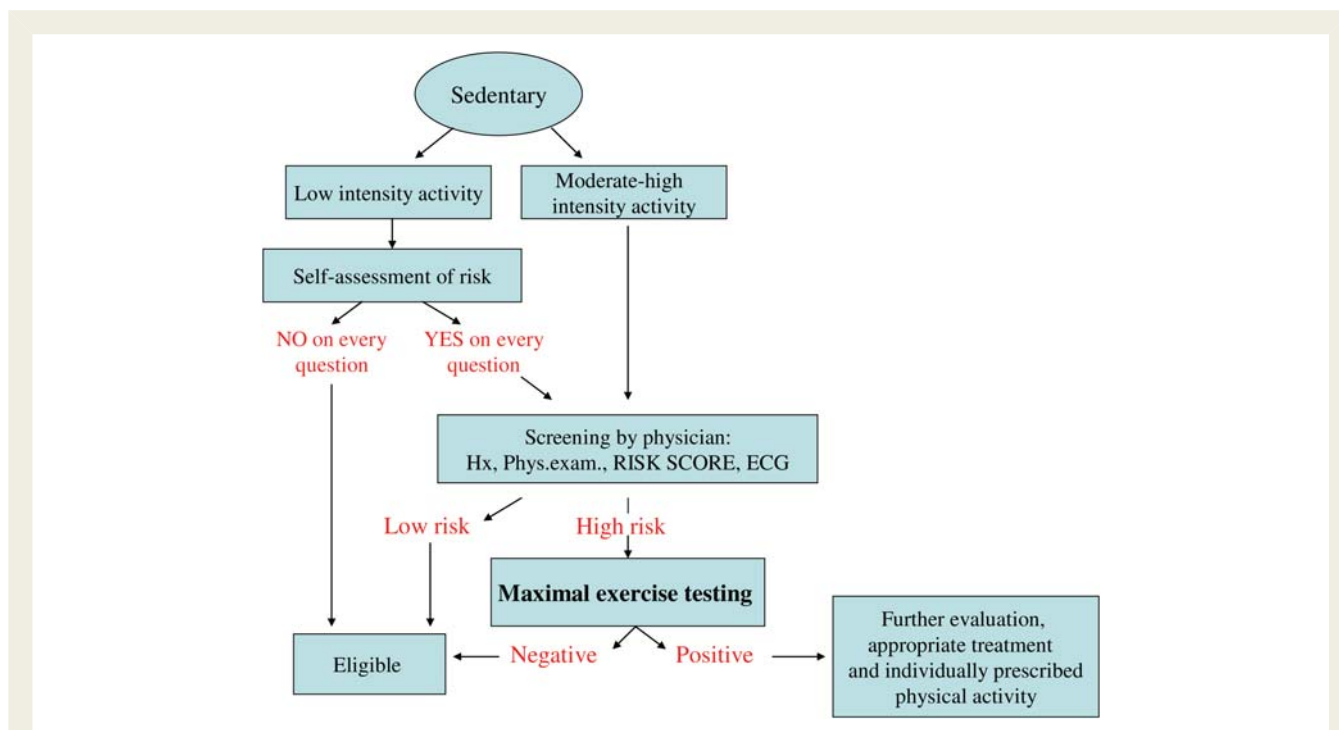 Sedentary
Low intensity activity
Moderate-high
intensity activity
Self-assessment of risk
NO on every
question
YES on every
question
Screening by physician:
Hx, Phys.exam., RISK SCORE, ECG
Low risk
High risk
Maximal exercise testing
Eligible
Negative
Positive
Further evaluation,
appropriate treatment
and individually prescribed
physical activity